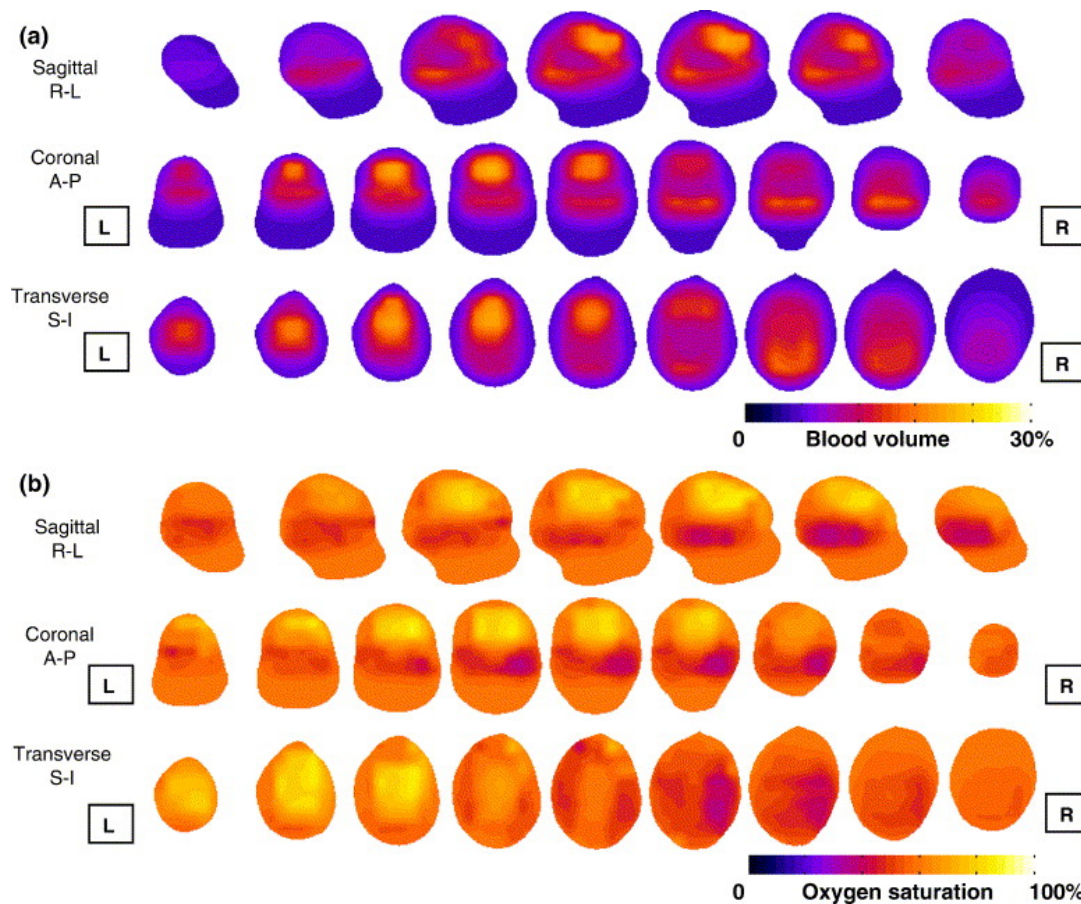 (a)
Sagittal
R-L
Coronal
A-P
L
R
Transverse
S-I
L
R
0 Blood volume 30%
(b)
Sagittal
R-L
Coronal
A-P
L
R
Transverse
S-I
L
R
0 Oxygen saturation 100%